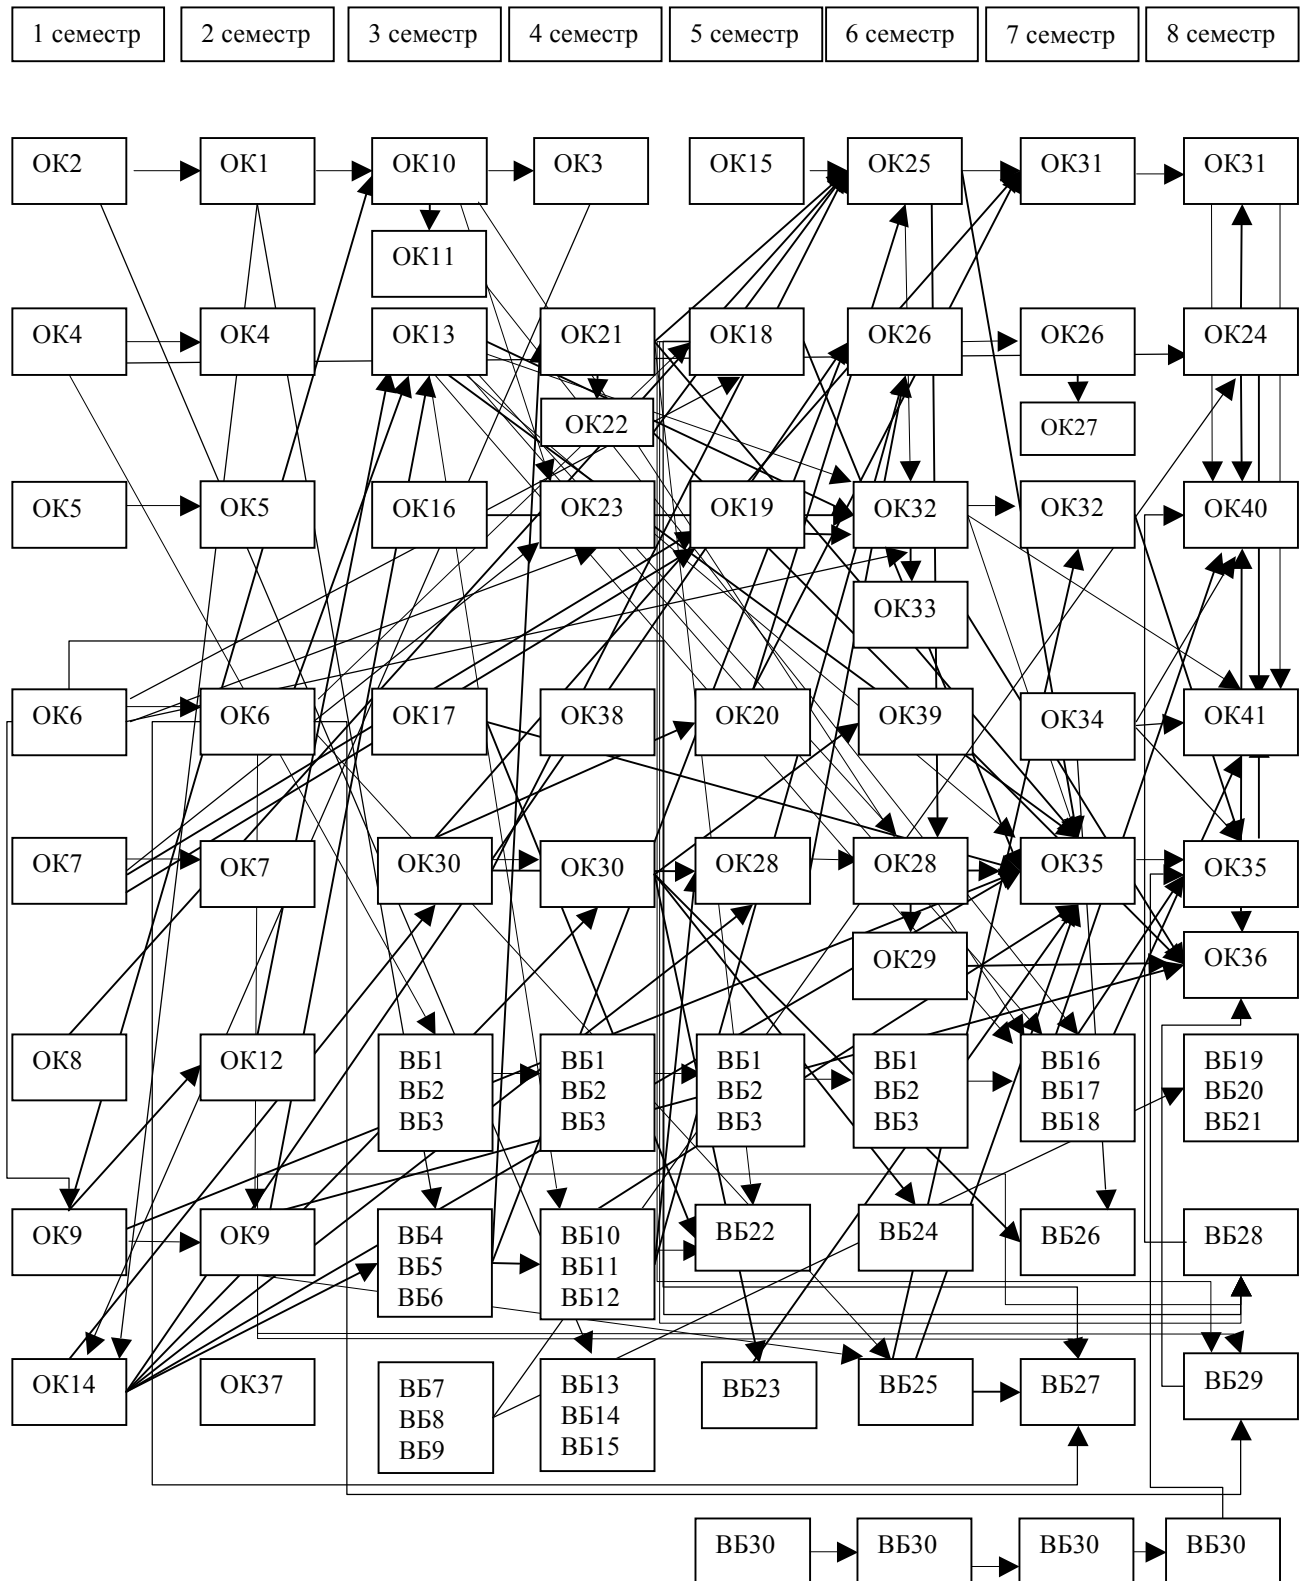 1 семестр
2 семестр
3 семестр
4 семестр
5 семестр
6 семестр
7 семестр
8 семестр
ОК2
ОК1
ОК10
ОК3
ОК15
ОК25
ОК31
ОК31
ОК11
ОК4
ОК4
ОК13
ОК21
ОК18
ОК26
ОК26
ОК24
ОК22
ОК27
ОК5
ОК5
ОК16
ОК23
ОК19
ОК32
ОК32
ОК40
ОК33
ОК6
ОК6
ОК17
ОК38
ОК20
ОК39
ОК34
ОК41
ОК7
ОК7
ОК30
ОК30
ОК28
ОК28
ОК35
ОК35
ОК29
ОК36
ОК8
ОК12
ВБ1
ВБ2
ВБ3
ВБ1
ВБ2
ВБ3
ВБ1
ВБ2
ВБ3
ВБ1
ВБ2
ВБ3
ВБ16
ВБ17
ВБ18
ВБ19
ВБ20
ВБ21
ОК9
ОК9
ВБ4
ВБ5
ВБ6
ВБ10
ВБ11
ВБ12
ВБ22
ВБ24
ВБ26
ВБ28
ОК14
ОК37
ВБ7
ВБ8
ВБ9
ВБ13
ВБ14
ВБ15
ВБ23
ВБ25
ВБ27
ВБ29
ВБ30
ВБ30
ВБ30
ВБ30